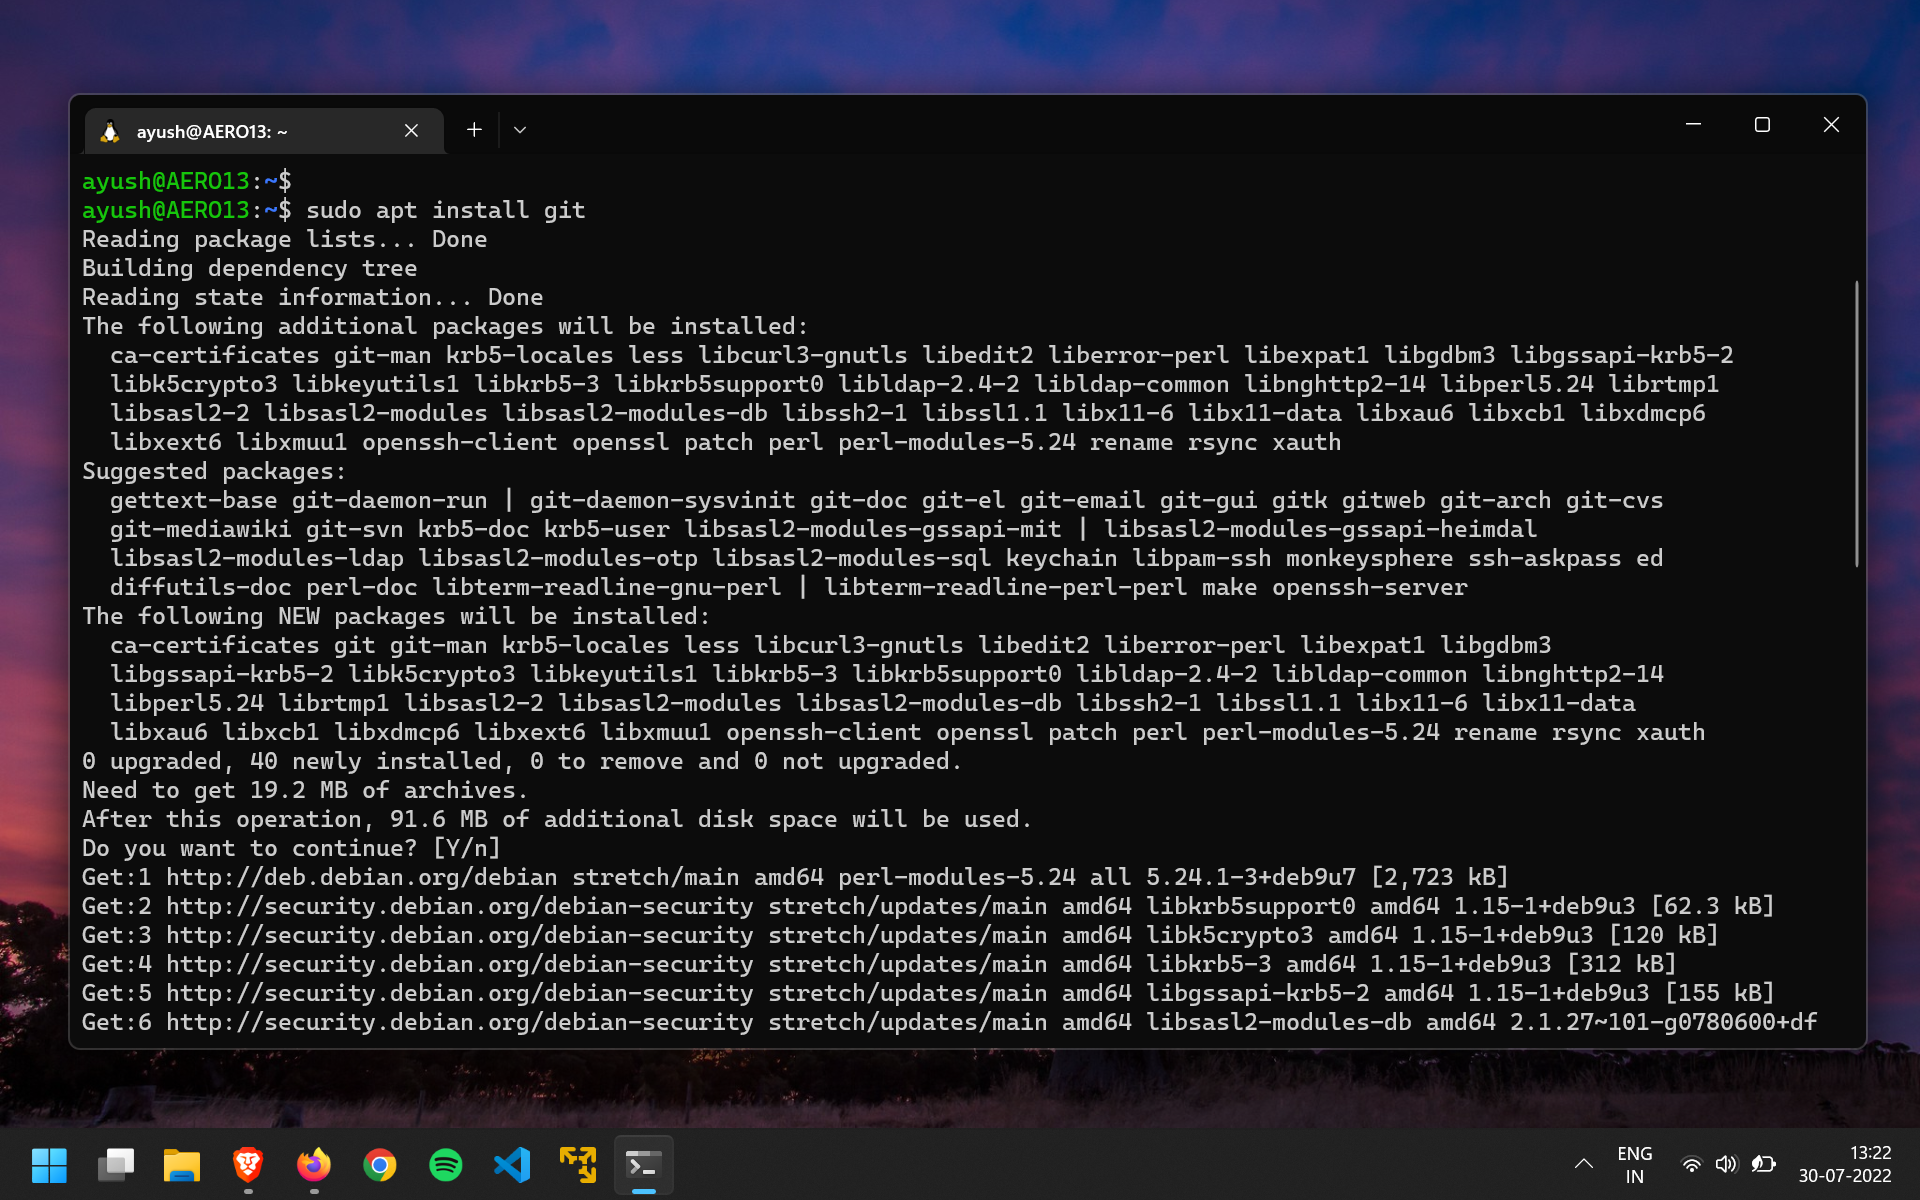 ayush@AERO13: ~
ayush@AERO13:~$
ayush@AERO13:~$ sudo apt install git
Reading package lists... Done
Building dependency tree
Reading state information... Done
The following additional packages will be installed:
  ca-certificates git-man krb5-locales less libcurl3-gnutls libedit2 liberror-perl libexpat1 libgdbm3 libgssapi-krb5-2
  libk5crypto3 libkeyutils1 libkrb5-3 libkrb5support0 libldap-2.4-2 libldap-common libnghttp2-14 libperl5.24 librtmp1
  libsasl2-2 libsasl2-modules libsasl2-modules-db libssh2-1 libssl1.1 libx11-6 libx11-data libxau6 libxcb1 libxdmcp6
  libxext6 libxmuu1 openssh-client openssl patch perl perl-modules-5.24 rename rsync xauth
Suggested packages:
  gettext-base git-daemon-run | git-daemon-sysvinit git-doc git-el git-email git-gui gitk gitweb git-arch git-cvs
  git-mediawiki git-svn krb5-doc krb5-user libsasl2-modules-gssapi-mit | libsasl2-modules-gssapi-heimdal
  libsasl2-modules-ldap libsasl2-modules-otp libsasl2-modules-sql keychain libpam-ssh monkeysphere ssh-askpass ed
  diffutils-doc perl-doc libterm-readline-gnu-perl | libterm-readline-perl-perl make openssh-server
The following NEW packages will be installed:
  ca-certificates git git-man krb5-locales less libcurl3-gnutls libedit2 liberror-perl libexpat1 libgdbm3
  libgssapi-krb5-2 libk5crypto3 libkeyutils1 libkrb5-3 libkrb5support0 libldap-2.4-2 libldap-common libnghttp2-14
  libperl5.24 librtmp1 libsasl2-2 libsasl2-modules libsasl2-modules-db libssh2-1 libssl1.1 libx11-6 libx11-data
  libxau6 libxcb1 libxdmcp6 libxext6 libxmuu1 openssh-client openssl patch perl perl-modules-5.24 rename rsync xauth
0 upgraded, 40 newly installed, 0 to remove and 0 not upgraded.
Need to get 19.2 MB of archives.
After this operation, 91.6 MB of additional disk space will be used.
Do you want to continue? [Y/n]
Get:1 http://deb.debian.org/debian stretch/main amd64 perl-modules-5.24 all 5.24.1-3+deb9u7 [2,723 kB]
Get:2 http://security.debian.org/debian-security stretch/updates/main amd64 libkrb5support0 amd64 1.15-1+deb9u3 [62.3 kB]
Get:3 http://security.debian.org/debian-security stretch/updates/main amd64 libk5crypto3 amd64 1.15-1+deb9u3 [120 kB]
Get:4 http://security.debian.org/debian-security stretch/updates/main amd64 libkrb5-3 amd64 1.15-1+deb9u3 [312 kB]
Get:5 http://security.debian.org/debian-security stretch/updates/main amd64 libgssapi-krb5-2 amd64 1.15-1+deb9u3 [155 kB]
Get:6 http://security.debian.org/debian-security stretch/updates/main amd64 libsasl2-modules-db amd64 2.1.27~101-g0780600+df
ENG
IN
13:22
30-07-2022